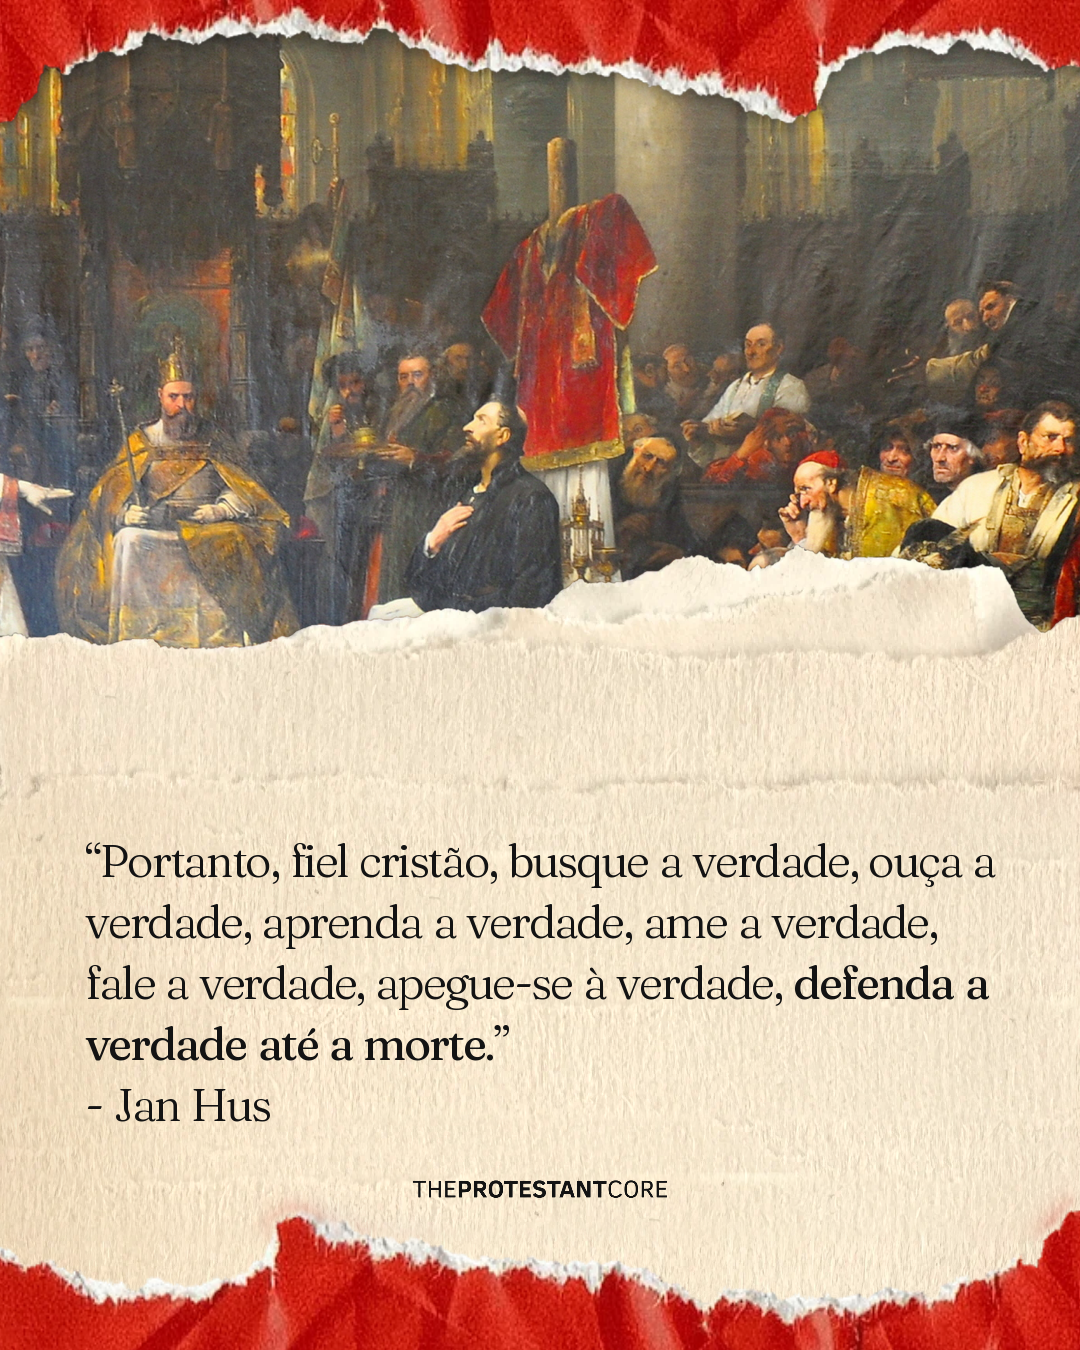 “Portanto, fiel cristão, busque a verdade, ouça a
verdade, aprenda a verdade, ame a verdade,
fale a verdade, apegue-se à verdade, defenda a
verdade até a morte.”
- Jan Hus
THEPROTESTANTCORE